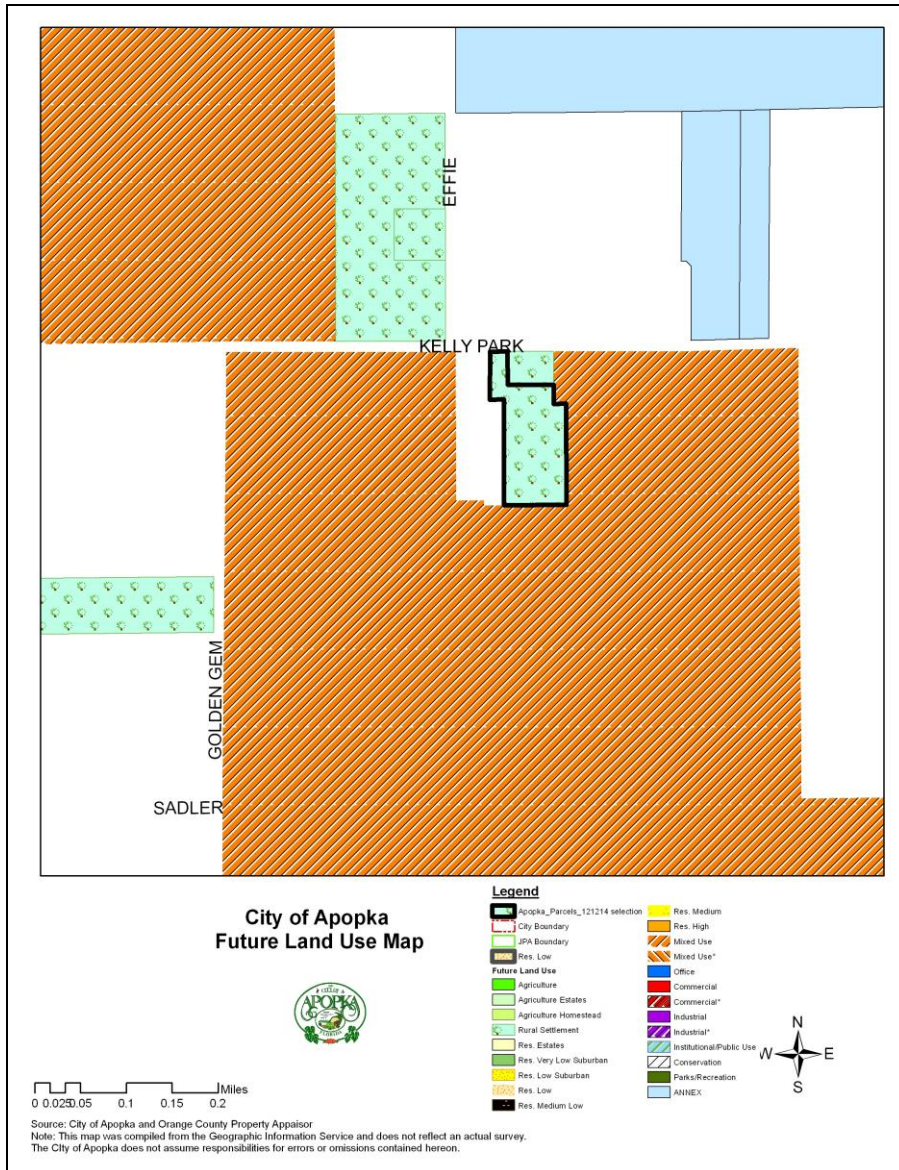 EFFIE
KELLY PARK
GOLDEN GEM
SADLER
City of Apopka
Future Land Use Map
CITY OF
APOPKA
FLORIDA
Miles
0 0.025 0.05 0.1 0.15 0.2
Legend
Apopka_Parcels_121214 selection
City Boundary
JPA Boundary
Res. Low
Future Land Use
Agriculture
Agriculture Estates
Agriculture Homestead
Rural Settlement
Res. Estates
Res. Very Low Suburban
Res. Low Suburban
Res. Low
Res. Medium Low
Res. Medium
Res. High
Mixed Use
Mixed Use*
Office
Commercial
Commercial*
Industrial
Industrial*
Institutional/Public Use
Conservation
Parks/Recreation
ANNEX
N
W E
S
Source: City of Apopka and Orange County Property Appaisor
Note: This map was compiled from the Geographic Information Service and does not reflect an actual survey.
The CIty of Apopka does not assume responsibilities for errors or omissions contained hereon.